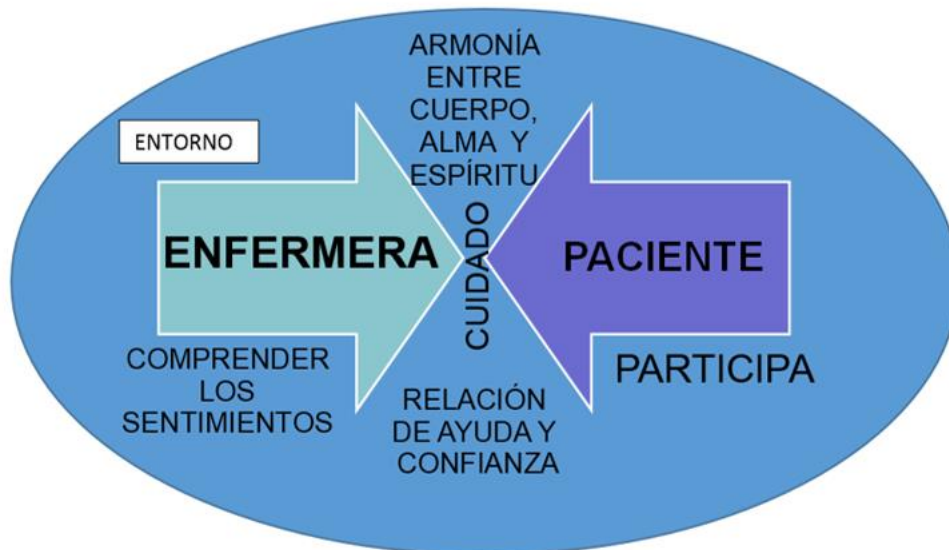 ARMONÍA
ENTRE
CUERPO,
ALMA Y
ESPÍRITU
ENTORNO
ENFERMERA
CUIDADO
PACIENTE
COMPRENDER
LOS
SENTIMIENTOS
PARTICIPA
RELACIÓN
DE AYUDA Y
CONFIANZA